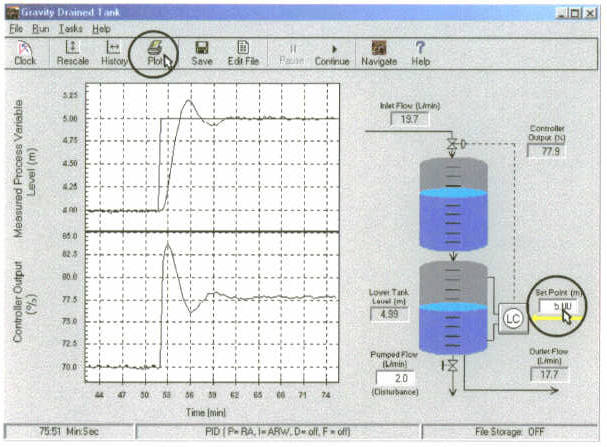 Gravity Drained Tank
File Run Tasks Help
Clock Rescale History Plot Save Edit File Pause Continue Navigate Help
Measured Process Variable
Level (m)
5.25
5.00
4.75
4.50
4.25
4.00
Controller Output
(%)
85.0
82.5
80.0
77.5
75.0
72.5
70.0
44 47 50 53 56 59 62 65 68 71 74
Time (min)
Inlet Flow (L/min)
19.7
Controller
Output (%)
77.9
Lower Tank
Level (m)
4.99
LC
Set Point (m)
Pumped Flow
(L/min)
2.0
(Disturbance)
Outlet Flow
(L/min)
17.7
75:51 Min:Sec
PID ( P= RA, I= ARW, D= off, F = off)
File Storage: OFF